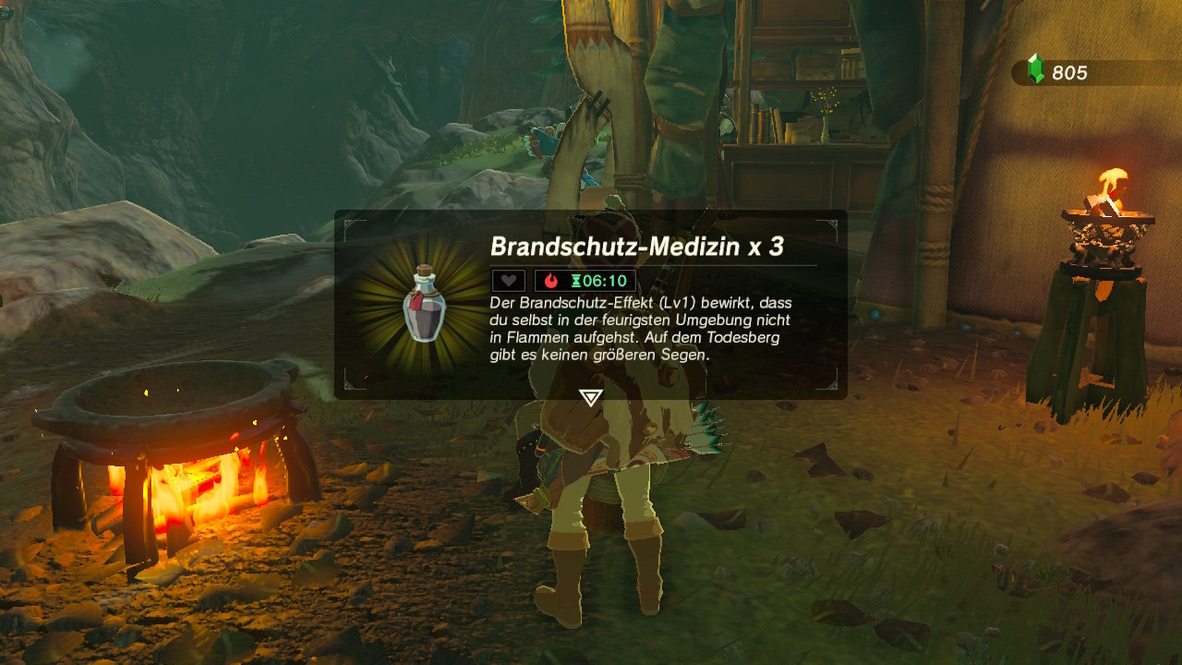 805
Brandschutz-Medizin x 3
06:10
Der Brandschutz-Effekt (Lv1) bewirkt, dass
du selbst in der feurigsten Umgebung nicht
in Flammen aufgehst. Auf dem Todesberg
gibt es keinen größeren Segen.